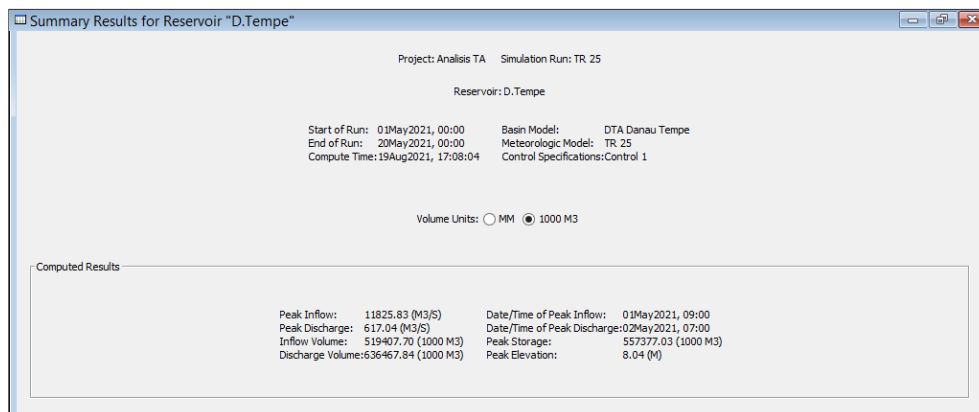 Summary Results for Reservoir "D.Tempe"
Project: Analisis TA Simulation Run: TR 25
Reservoir: D.Tempe
Start of Run: 01May2021, 00:00 Basin Model: DTA Danau Tempe
End of Run: 20May2021, 00:00 Meteorologic Model: TR 25
Compute Time:19Aug2021, 17:08:04 Control Specifications:Control 1
Volume Units: MM 1000 M3
Computed Results
Peak Inflow: 11825.83 (M3/S) Date/Time of Peak Inflow: 01May2021, 09:00
Peak Discharge: 617.04 (M3/S) Date/Time of Peak Discharge:02May2021, 07:00
Inflow Volume: 519407.70 (1000 M3) Peak Storage: 557377.03 (1000 M3)
Discharge Volume:636467.84 (1000 M3) Peak Elevation: 8.04 (M)